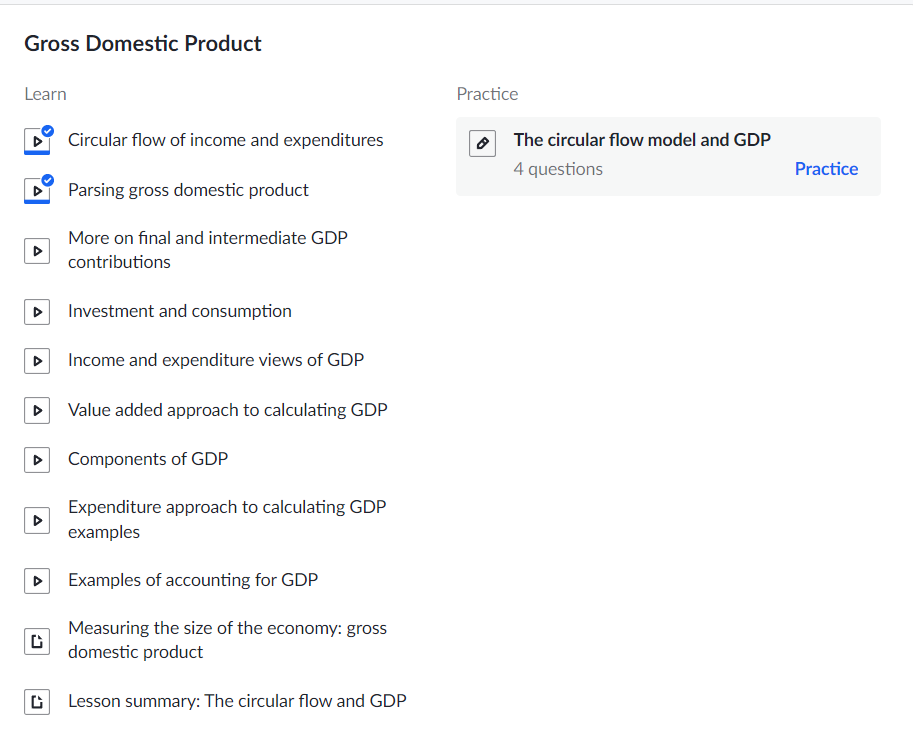 Gross Domestic Product
Learn
Circular flow of income and expenditures
Parsing gross domestic product
More on final and intermediate GDP
contributions
Investment and consumption
Income and expenditure views of GDP
Value added approach to calculating GDP
Components of GDP
Expenditure approach to calculating GDP
examples
Examples of accounting for GDP
Measuring the size of the economy: gross
domestic product
Lesson summary: The circular flow and GDP
Practice
The circular flow model and GDP
4 questions
Practice